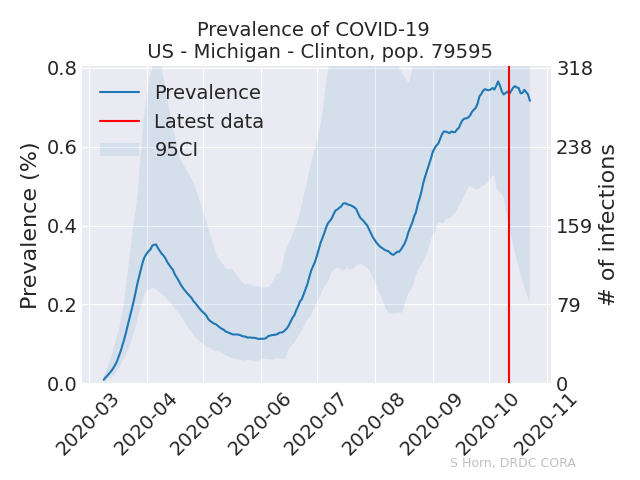 Prevalence of COVID-19
US - Michigan - Clinton, pop. 79595
Prevalence
Latest data
95CI
Prevalence (%)
0.8
0.6
0.4
0.2
0.0
318
238
159
79
0
# of infections
2020-03
2020-04
2020-05
2020-06
2020-07
2020-08
2020-09
2020-10
2020-11
S Horn, DRDC CORA